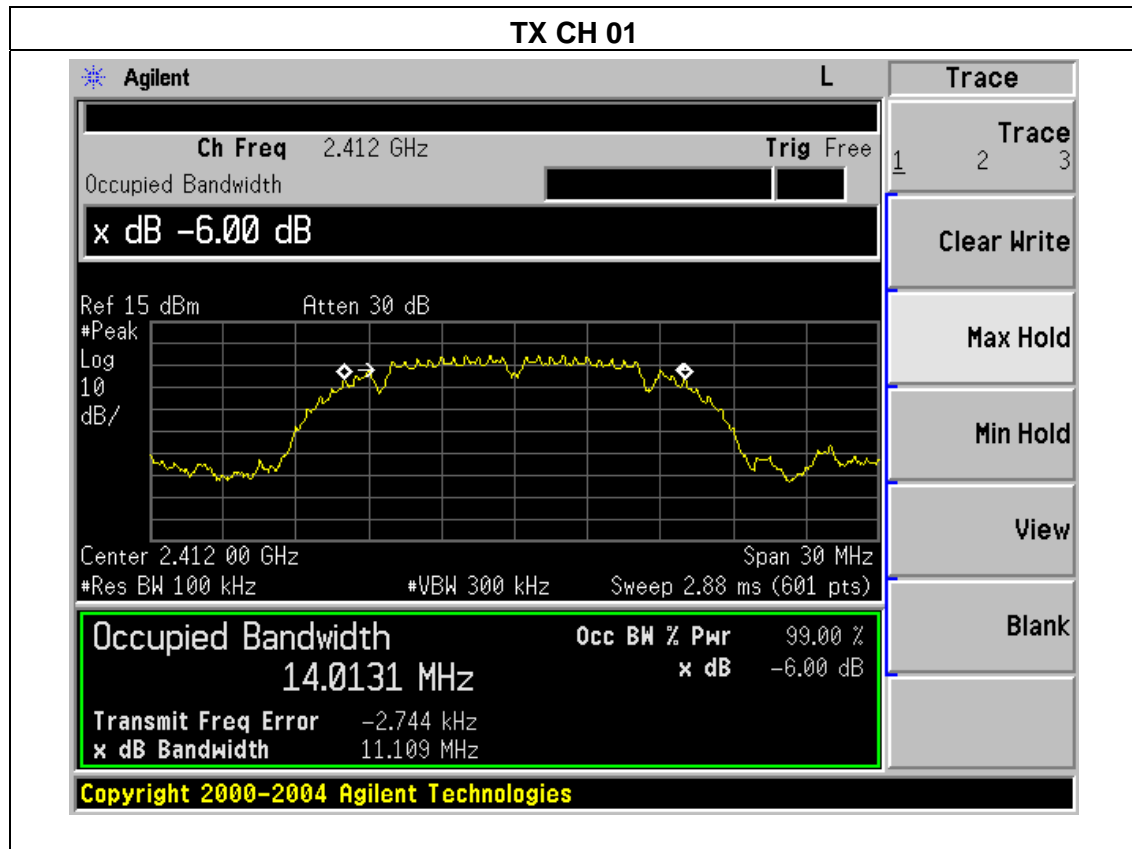 TX CH 01
Agilent L Trace
Ch Freq 2.412 GHz Trig Free
Occupied Bandwidth
x dB -6.00 dB
Ref 15 dBm Atten 30 dB
#Peak
Log
10
dB/
Center 2.412 00 GHz Span 30 MHz
#Res BW 100 kHz #VBW 300 kHz Sweep 2.88 ms (601 pts)
Occupied Bandwidth Occ BW % Pwr 99.00 %
14.0131 MHz x dB -6.00 dB
Transmit Freq Error -2.744 kHz
x dB Bandwidth 11.109 MHz
Copyright 2000-2004 Agilent Technologies
Trace
1 2 3
Clear Write
Max Hold
Min Hold
View
Blank